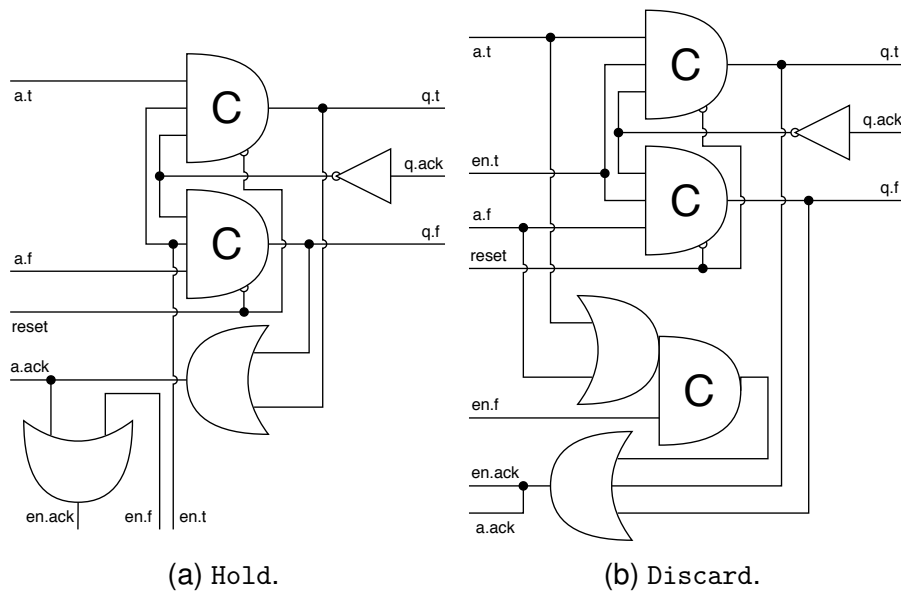 a.t
C
q.t
q.ack
C
q.f
a.f
reset
a.ack
en.ack
en.f
en.t
(a) Hold.
a.t
C
q.t
q.ack
en.t
C
q.f
a.f
reset
C
en.f
en.ack
a.ack
(b) Discard.